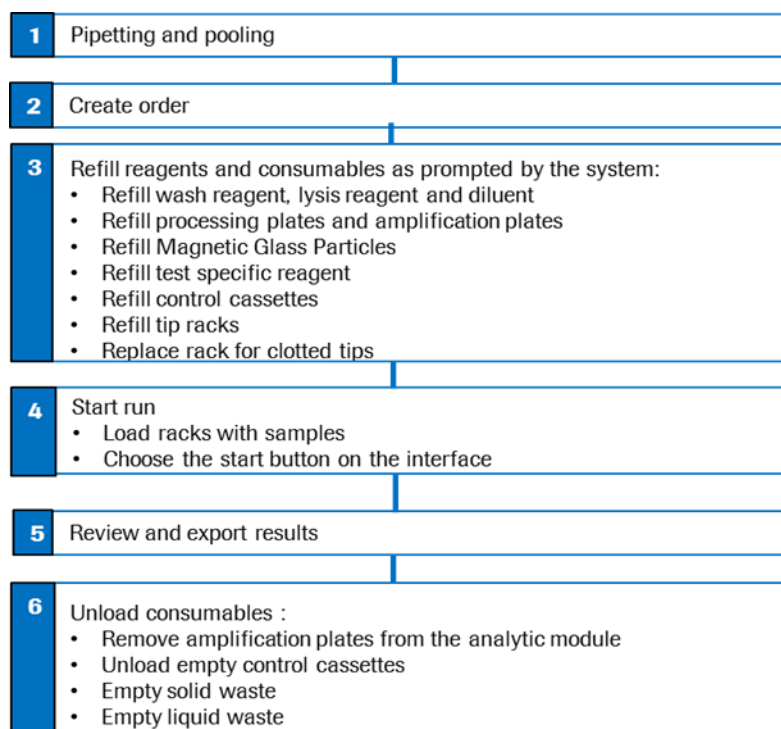 1 Pipetting and pooling
2 Create order
3 Refill reagents and consumables as prompted by the system:
• Refill wash reagent, lysis reagent and diluent
• Refill processing plates and amplification plates
• Refill Magnetic Glass Particles
• Refill test specific reagent
• Refill control cassettes
• Refill tip racks
• Replace rack for clotted tips
4 Start run
• Load racks with samples
• Choose the start button on the interface
5 Review and export results
6 Unload consumables :
• Remove amplification plates from the analytic module
• Unload empty control cassettes
• Empty solid waste
• Empty liquid waste